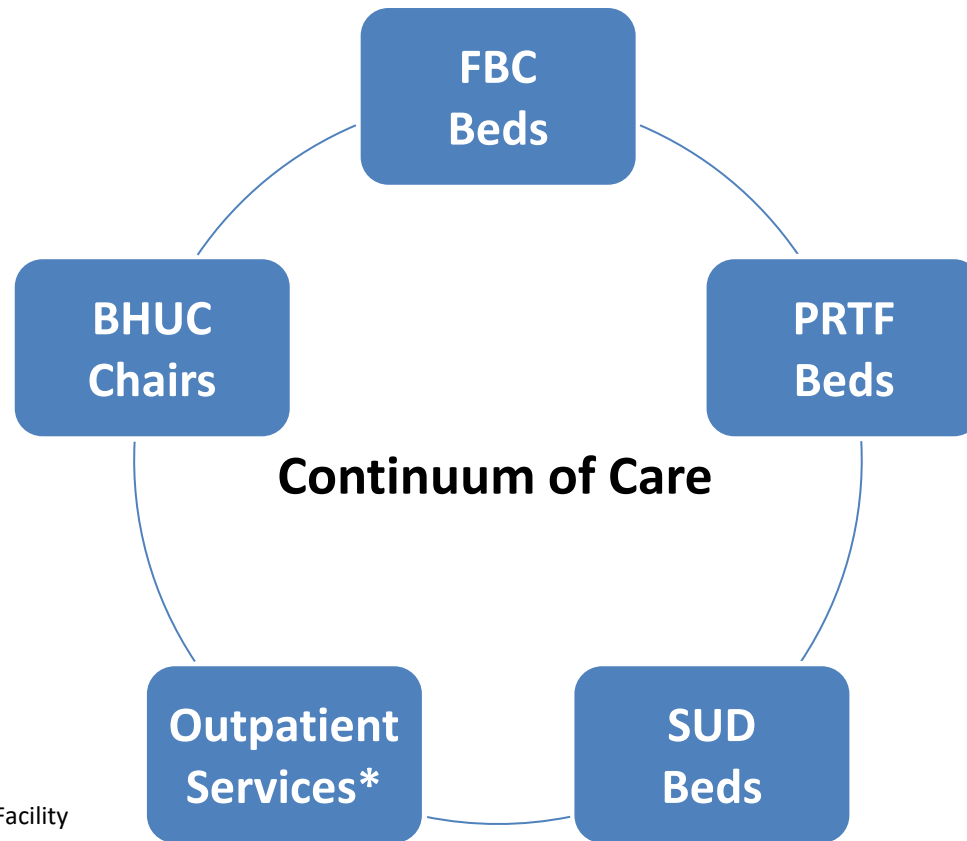 FBC
Beds
BHUC
Chairs
PRTF
Beds
Continuum of Care
Outpatient
Services*
SUD
Beds
Facility